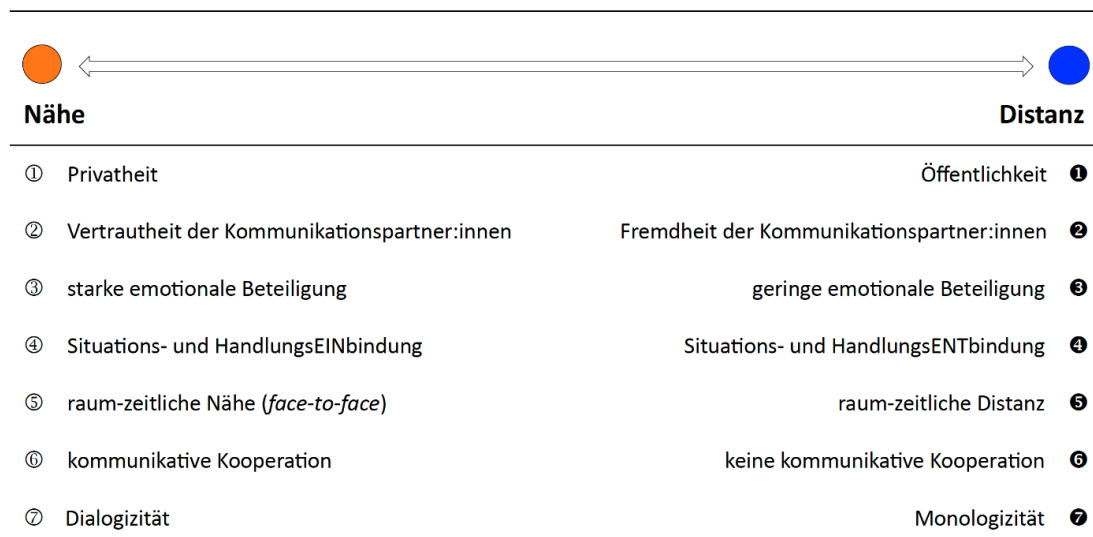 Nähe Distanz
① Privatheit Öffentlichkeit ❶
② Vertrautheit der Kommunikationspartner:innen Fremdheit der Kommunikationspartner:innen ❷
③ starke emotionale Beteiligung geringe emotionale Beteiligung ❸
④ Situations- und HandlungsEINbindung Situations- und HandlungsENTbindung ❹
⑤ raum-zeitliche Nähe (face-to-face) raum-zeitliche Distanz ❺
⑥ kommunikative Kooperation keine kommunikative Kooperation ❻
⑦ Dialogizität Monologizität ❼